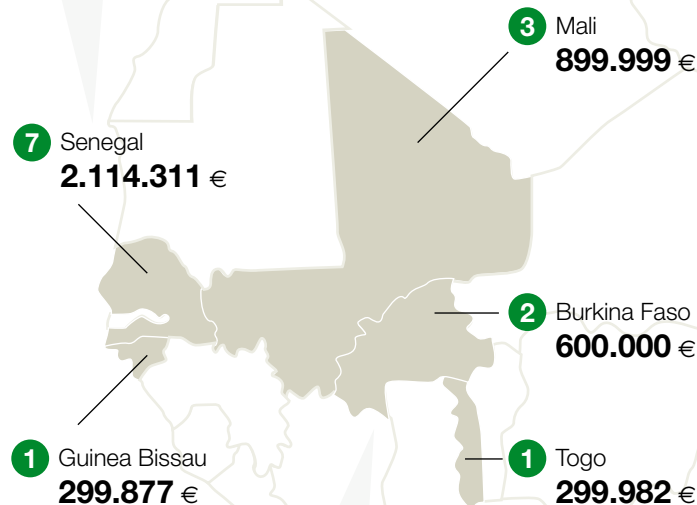 3 Mali
899.999 €
7 Senegal
2.114.311 €
2 Burkina Faso
600.000 €
1 Guinea Bissau
299.877 €
1 Togo
299.982 €